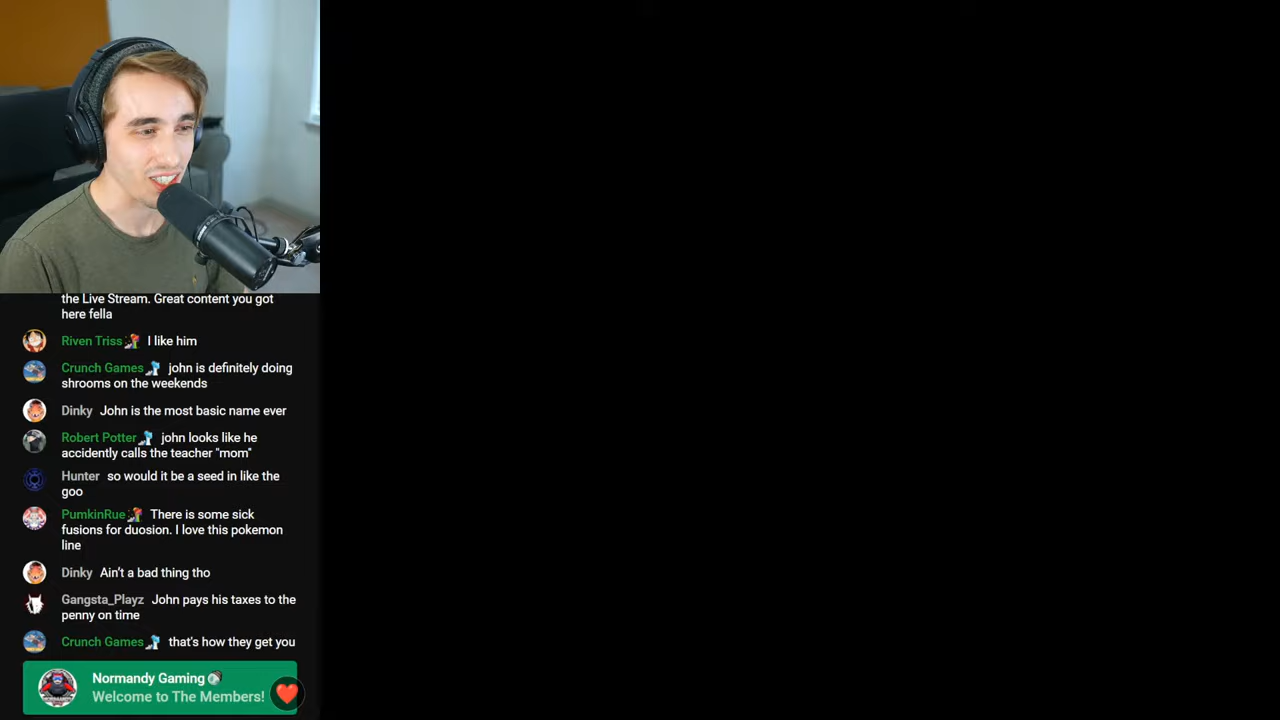 the Live Stream. Great content you got
here fella
Riven Triss I like him
Crunch Games john is definitely doing
shrooms on the weekends
Dinky John is the most basic name ever
Robert Potter john looks like he
accidently calls the teacher "mom"
Hunter so would it be a seed in like the
goo
PumkinRue There is some sick
fusions for duosion. I love this pokemon
line
Dinky Ain't a bad thing tho
Gangsta_Playz John pays his taxes to the
penny on time
Crunch Games that's how they get you
Normandy Gaming
Welcome to The Members!